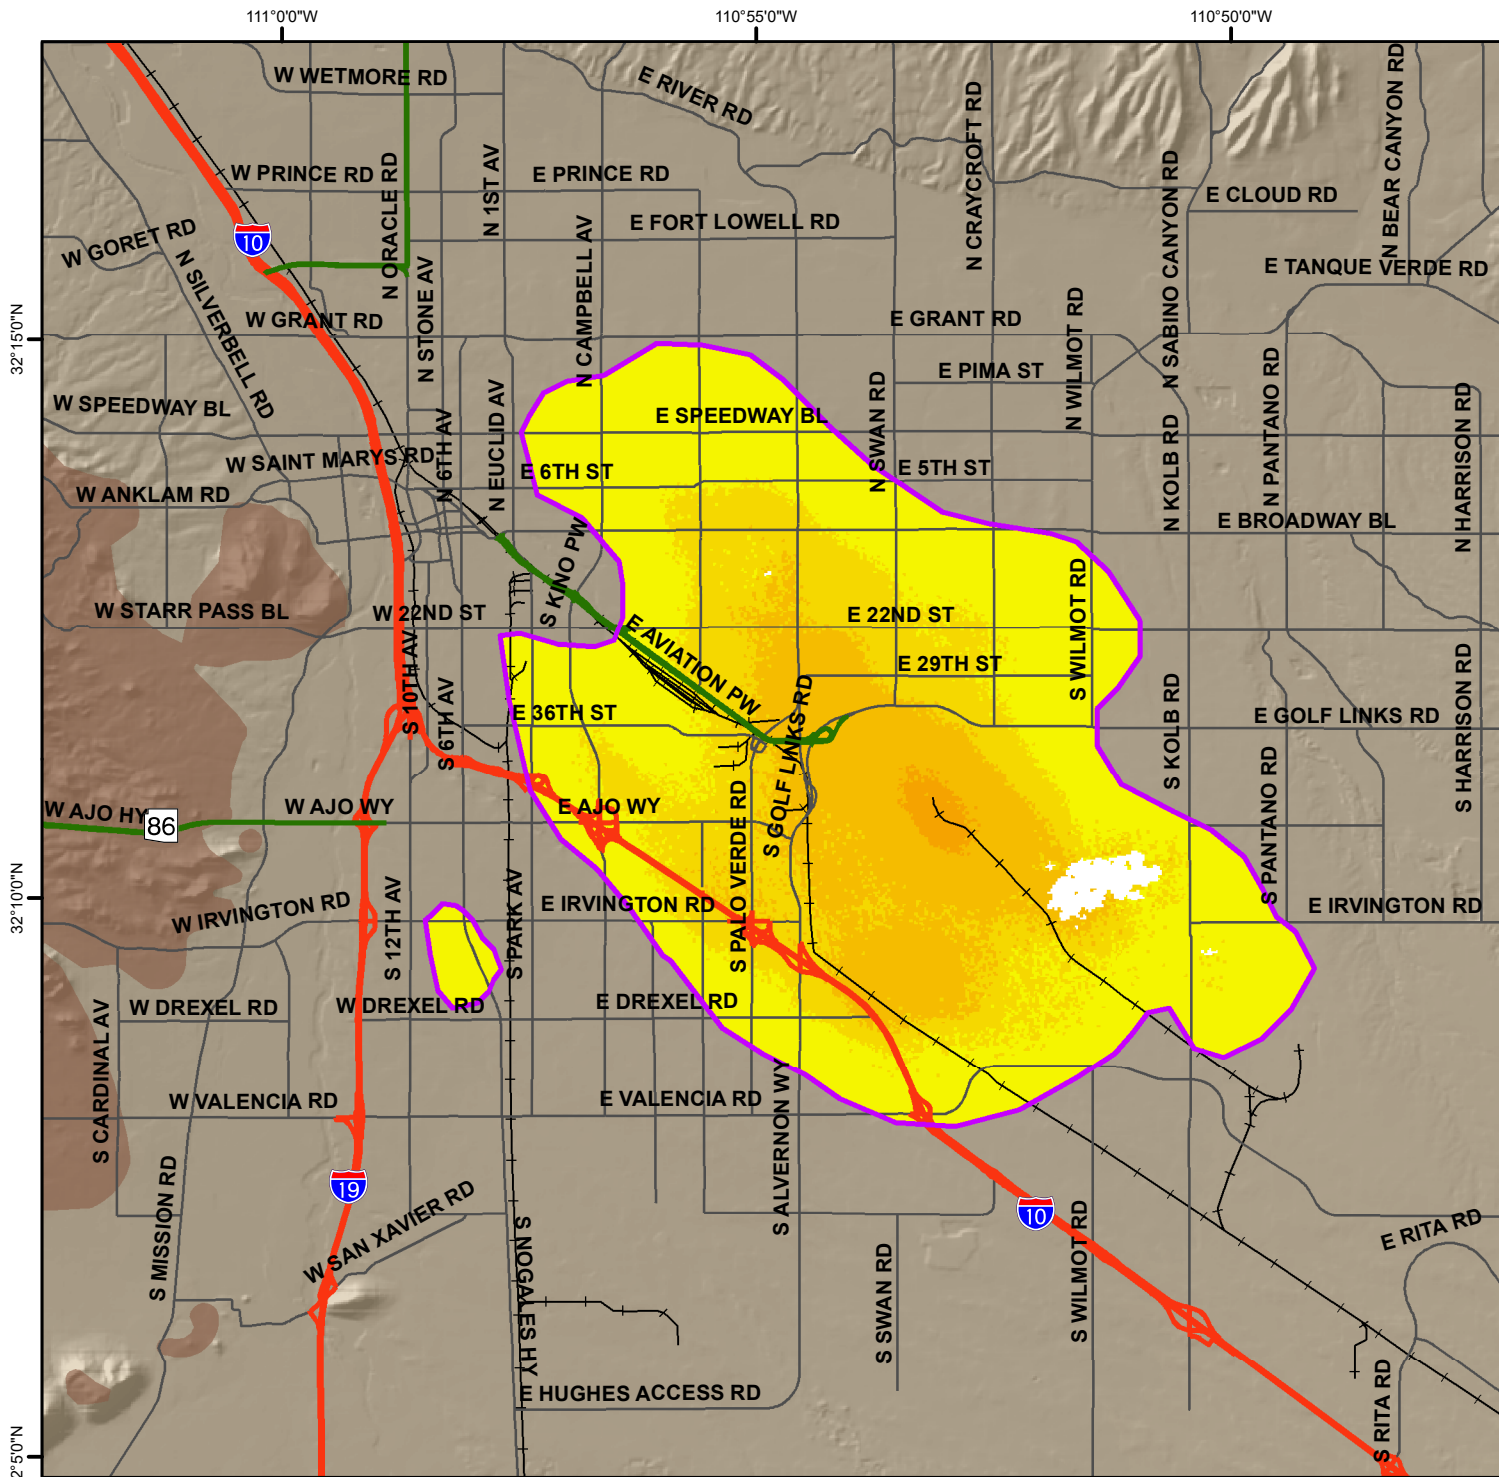 111°0'0"W
110°55'0"W
110°50'0"W
32°15'0"N
32°10'0"N
2°5'0"N
W WETMORE RD
E RIVER RD
N BEAR CANYON RD
W PRINCE RD
N ORACLE RD
N 1ST AV
E PRINCE RD
N CRAYCROFT RD
N SABINO CANYON RD
E CLOUD RD
W GORET RD
10
N SILVERBELL RD
N STONE AV
N CAMPBELL AV
E FORT LOWELL RD
E TANQUE VERDE RD
W GRANT RD
E GRANT RD
N WILMOT RD
E PIMA ST
N PANTANO RD
N HARRISON RD
W SPEEDWAY BL
E SPEEDWAY BL
N SWAN RD
N KOLB RD
W SAINT MARYS RD
N 6TH AV
N EUCLID AV
E 6TH ST
E 5TH ST
W ANKLAM RD
E BROADWAY BL
S KINO PW
W STARR PASS BL
W 22ND ST
E 22ND ST
S WILMOT RD
E AVIATION PW
E 29TH ST
S 10TH AV
S 6TH AV
E 36TH ST
S GOLF LINKS RD
S KOLB RD
E GOLF LINKS RD
S HARRISON RD
S PANTANO RD
W AJO HY
86
W AJO WY
E AJO WY
S PALO VERDE RD
W IRVINGTON RD
S 12TH AV
S PARK AV
E IRVINGTON RD
E IRVINGTON RD
W DREXEL RD
W DREXEL RD
E DREXEL RD
S CARDINAL AV
W VALENCIA RD
E VALENCIA RD
S ALVERNON WY
S MISSION RD
19
W SAN XAVIER RD
S NOGALES HY
10
S SWAN RD
S WILMOT RD
E RITA RD
E HUGHES ACCESS RD
S RITA RD